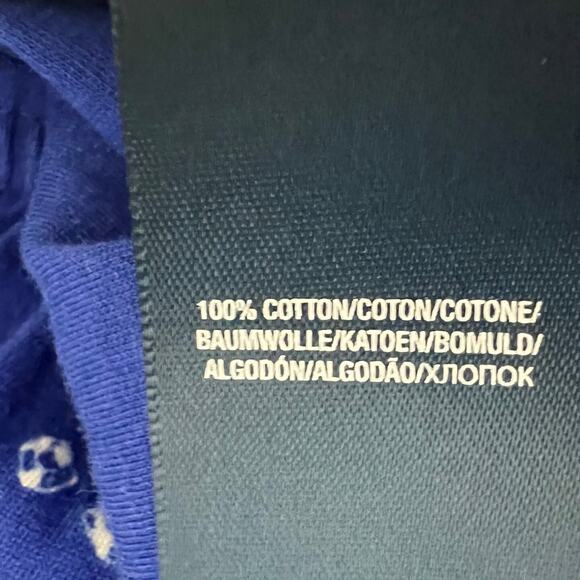 100% COTTON/COTON/COTONE/
BAUMWOLLE/KATOEN/BOMULD/
ALGODÓN/ALGODÃO/ХЛОПОК